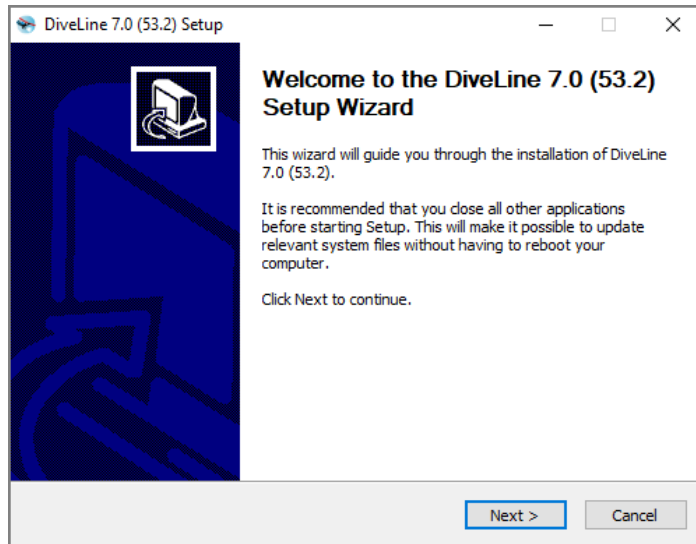 DiveLine 7.0 (53.2) Setup
Welcome to the DiveLine 7.0 (53.2)
Setup Wizard
This wizard will guide you through the installation of DiveLine
7.0 (53.2).
It is recommended that you close all other applications
before starting Setup. This will make it possible to update
relevant system files without having to reboot your
computer.
Click Next to continue.
Next >
Cancel